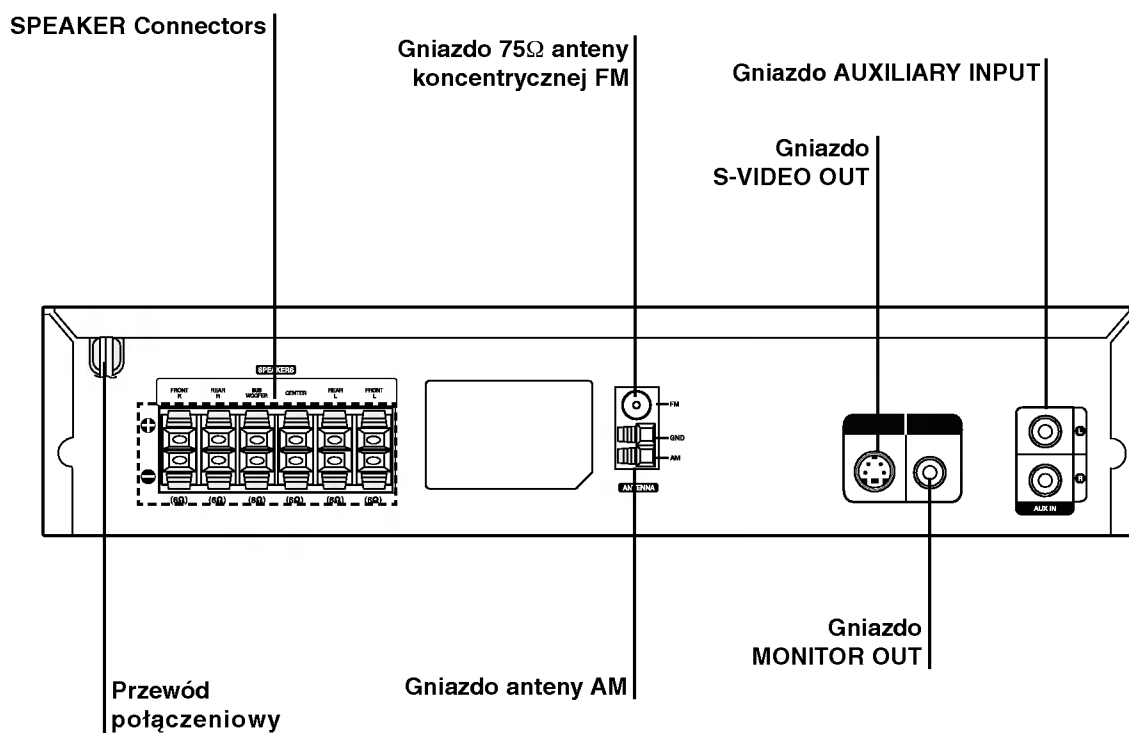 SPEAKER Connectors
Gniazdo 75Ω anteny
koncentrycznej FM
Gniazdo AUXILIARY INPUT
Gniazdo
S-VIDEO OUT
SPEAKERS
FRONT
R
REAR
R
SUB
WOOFER
CENTER
REAR
L
FRONT
L
+
−
(6Ω) (6Ω) (8Ω) (6Ω) (6Ω) (6Ω)
FM
GND
AM
ANTENNA
L
R
AUX IN
Gniazdo
MONITOR OUT
Gniazdo anteny AM
Przewód
połączeniowy